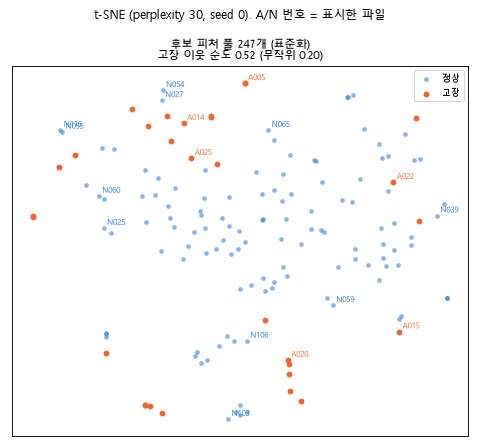 t-SNE (perplexity 30, seed 0). A/N 번호 = 표시한 파일
후보 피처 풀 247개 (표준화)
고장 이웃 순도 0.52 (무작위 0.20)
정상
고장
A005
N054
N027
A014
N065
A025
A022
N060
N039
N025
N059
A015
N106
A020